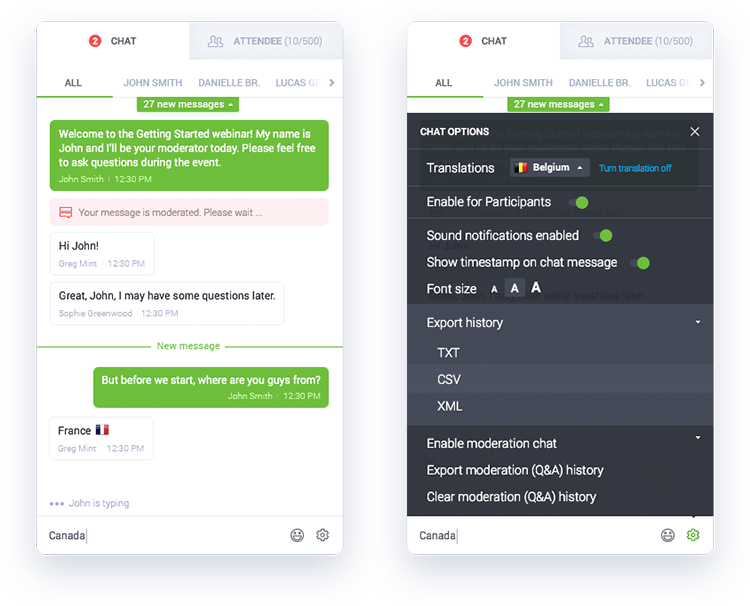 2 CHAT ATTENDEE (10/500)
ALL JOHN SMITH DANIELLE BR. LUCAS
27 new messages
Welcome to the Getting Started webinar! My name is
John and I'll be your moderator today. Please feel free
to ask questions during the event.
John Smith 12:30 PM
Your message is moderated. Please wait ...
Hi John!
Greg Mint 12:30 PM
Great, John, I may have some questions later.
Sophie Greenwood 12:30 PM
New message
But before we start, where are you guys from?
John Smith 12:30 PM
France
Greg Mint 12:30 PM
John is typing
Canada
2 CHAT ATTENDEE (10/500)
ALL JOHN SMITH DANIELLE BR. LUCAS
27 new messages
CHAT OPTIONS
Translations Belgium Turn translation off
Enable for Participants
Sound notifications enabled
Show timestamp on chat message
Font size A A A
Export history
TXT
CSV
XML
Enable moderation chat
Export moderation (Q&A) history
Clear moderation (Q&A) history
Canada